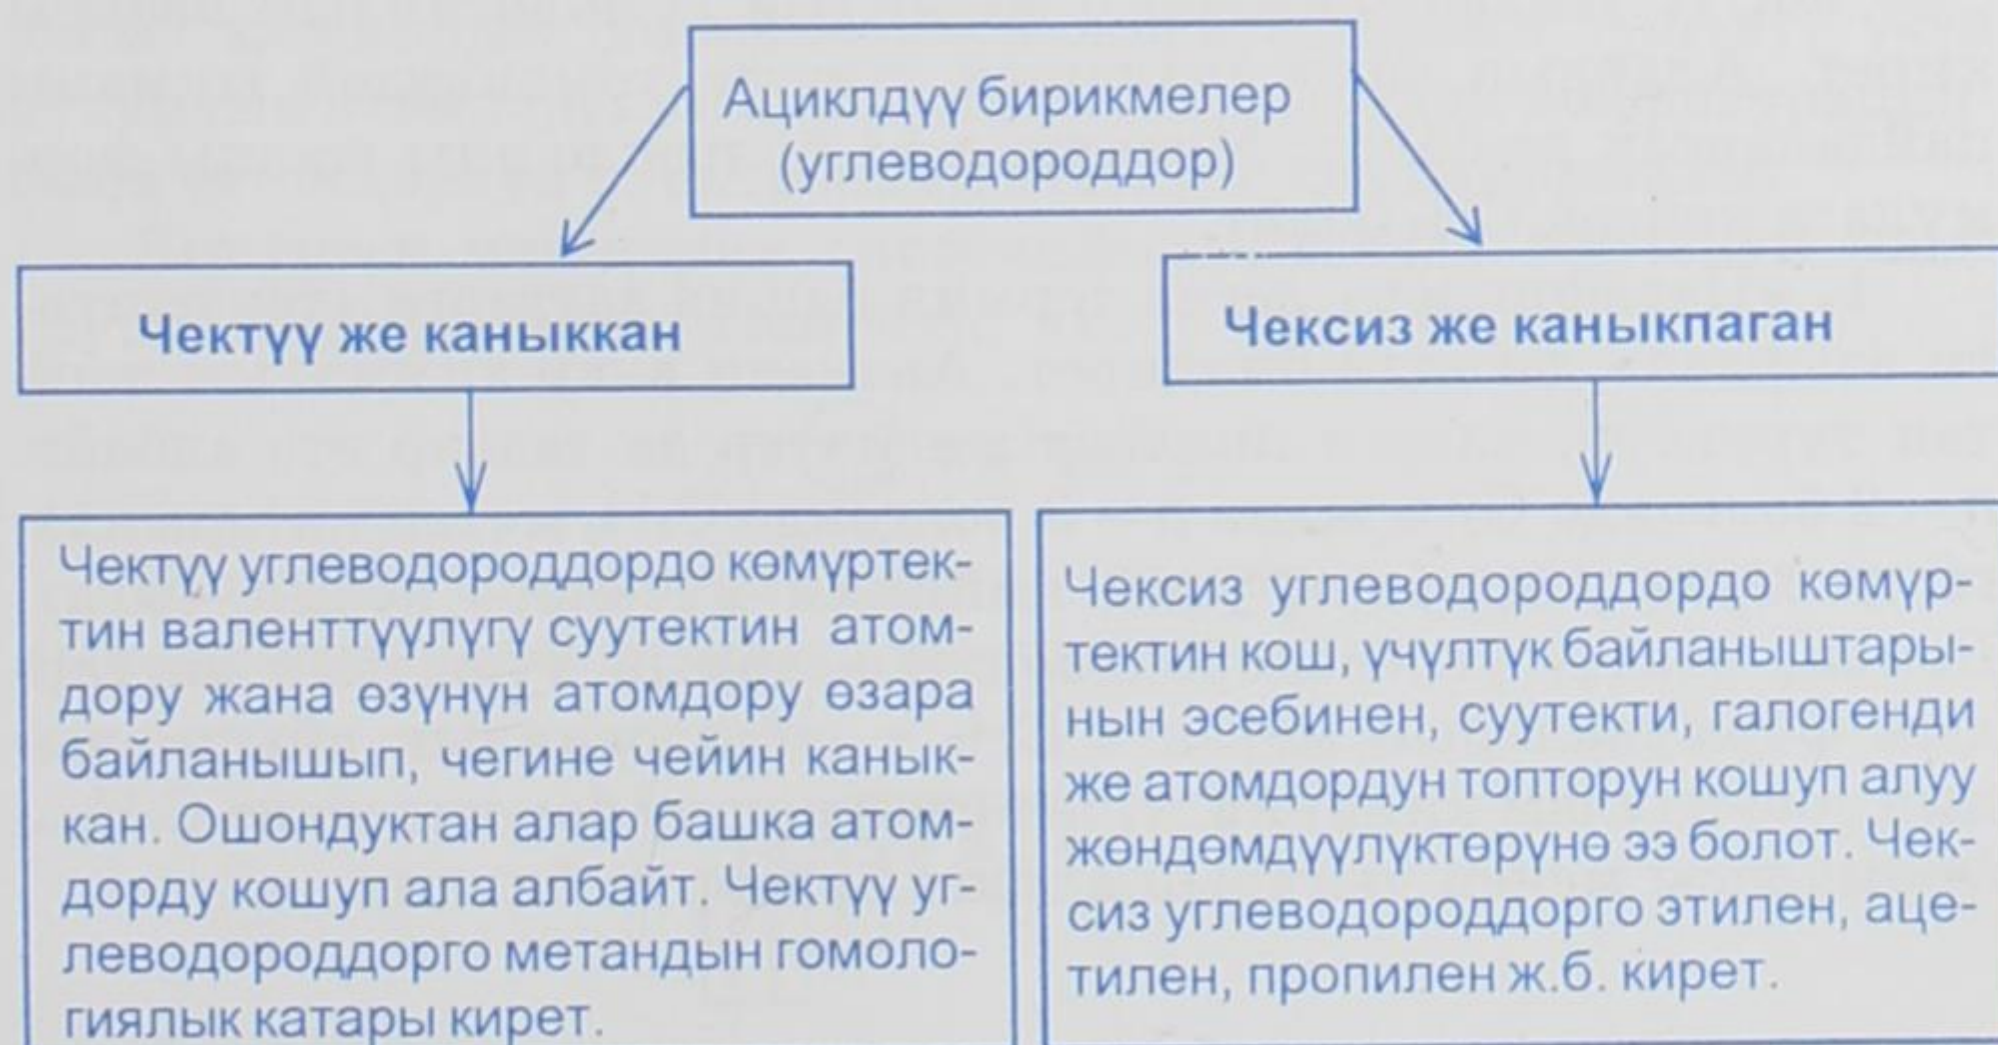 Ациклдүү бирикмелер
(углеводороддор)
Чектүү же каныккан
Чексиз же каныкпаган
Чектүү углеводороддордо көмүртек-
тин валенттүүлүгү суутектин атом-
дору жана өзүнүн атомдору өзара
байланышып, чегине чейин канык-
кан. Ошондуктан алар башка атом-
дорду кошуп ала албайт. Чектүү уг-
леводороддорго метандын гомоло-
гиялык катары кирет.
Чексиз углеводороддордо көмүр-
тектин кош, үчүлтүк байланыштары-
нын эсебинен, суутекти, галогенди
же атомдордун топторун кошуп алуу
жөндөмдүүлүктөрүнө ээ болот. Чек-
сиз углеводороддорго этилен, аце-
тилен, пропилен ж.б. кирет.